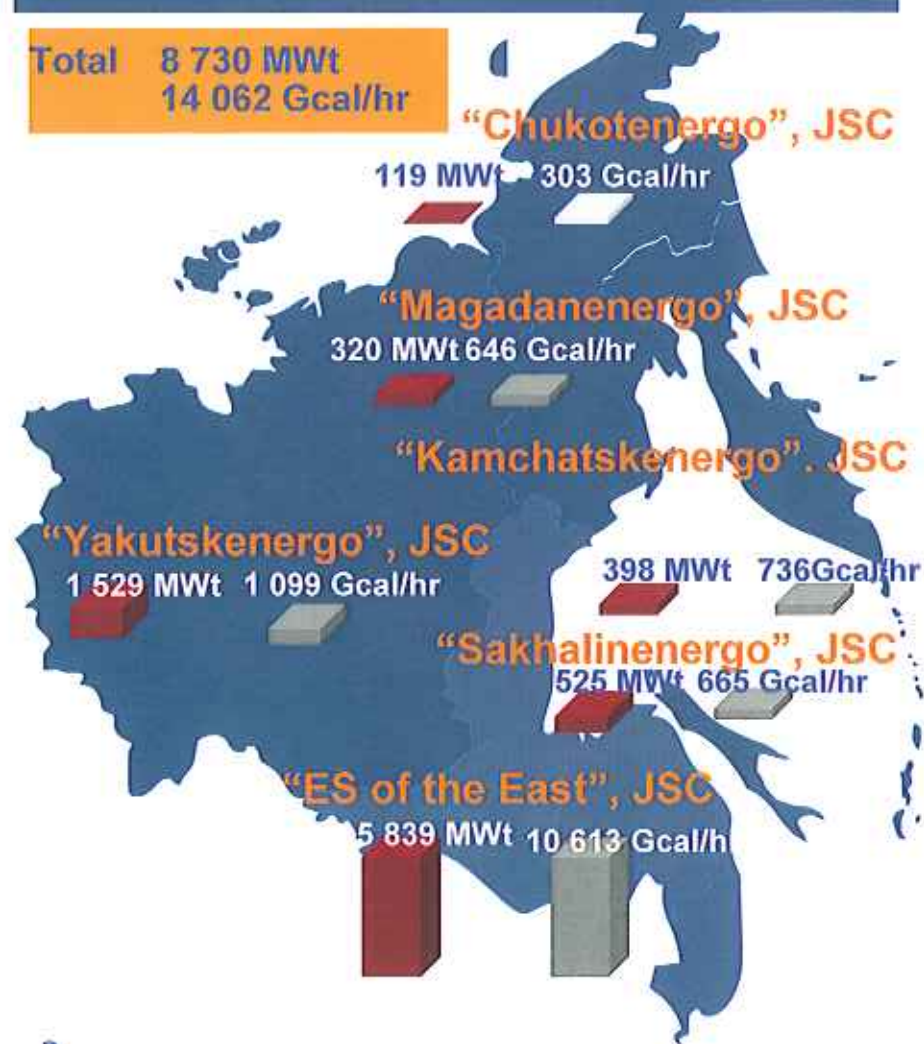 Total 8 730 MWt
14 062 Gcal/hr
“Chukotenergo”, JSC
119 MWt 303 Gcal/hr
“Magadanenergo”, JSC
320 MWt 646 Gcal/hr
“Kamchatskenergo”. JSC
“Yakutskenergo”, JSC
1 529 MWt 1 099 Gcal/hr
398 MWt 736Gcal/hr
“Sakhalinenergo”, JSC
525 MWt 665 Gcal/hr
“ES of the East”, JSC
5 839 MWt 10 613 Gcal/h